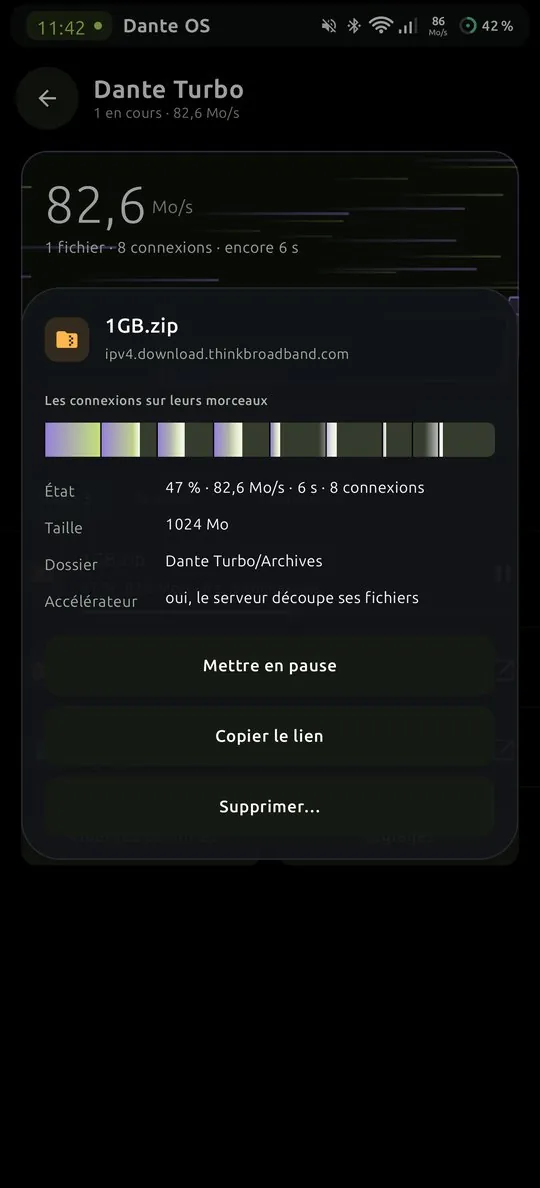 11:42 Dante OS 86 Mo/s 42 %
Dante Turbo
1 en cours · 82,6 Mo/s
82,6 Mo/s
1 fichier · 8 connexions · encore 6 s
1GB.zip
ipv4.download.thinkbroadband.com
Les connexions sur leurs morceaux
État 47 % · 82,6 Mo/s · 6 s · 8 connexions
Taille 1024 Mo
Dossier Dante Turbo/Archives
Accélérateur oui, le serveur découpe ses fichiers
Mettre en pause
Copier le lien
Supprimer…